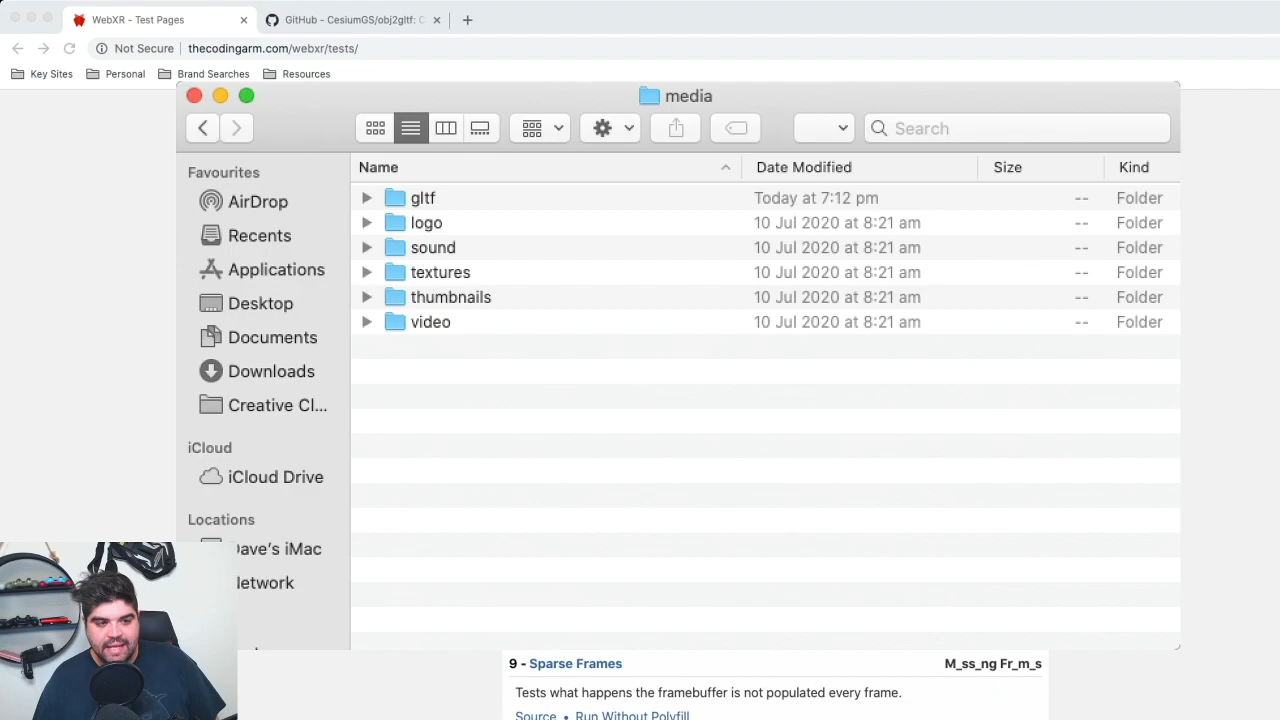 WebXR - Test Pages
GitHub - CesiumGS/obj2gltf: C
Not Secure | thecodingarm.com/webxr/tests/
Key Sites Personal Brand Searches Resources
media
Search
Favourites
AirDrop
Recents
Applications
Desktop
Documents
Downloads
Creative Cl...
iCloud
iCloud Drive
Locations
Dave's iMac
Network
Name Date Modified Size Kind
gltf Today at 7:12 pm -- Folder
logo 10 Jul 2020 at 8:21 am -- Folder
sound 10 Jul 2020 at 8:21 am -- Folder
textures 10 Jul 2020 at 8:21 am -- Folder
thumbnails 10 Jul 2020 at 8:21 am -- Folder
video 10 Jul 2020 at 8:21 am -- Folder
9 - Sparse Frames M_ss_ng Fr_m_s
Tests what happens the framebuffer is not populated every frame.
Source • Run Without Polyfill